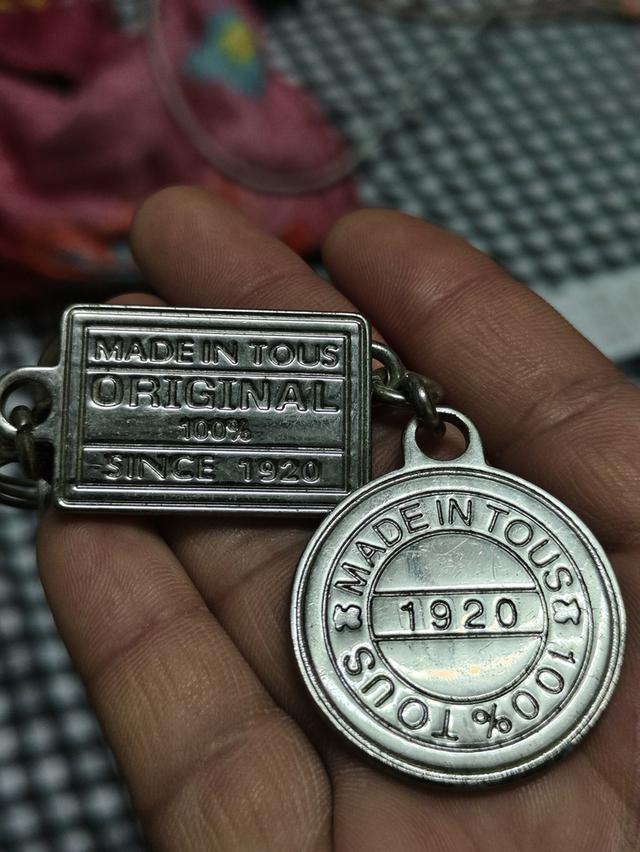 MADE IN TOUS
ORIGINAL
100%
SINCE 1920
MADE IN TOUS
1920
100% TOUS